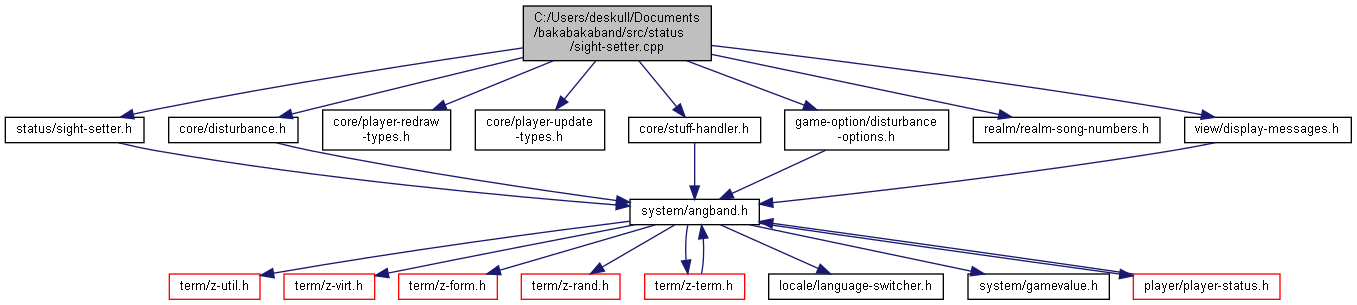 C:/Users/deskull/Documents
/bakabakaband/src/status
/sight-setter.cpp
status/sight-setter.h
core/disturbance.h
core/player-redraw
-types.h
core/player-update
-types.h
core/stuff-handler.h
game-option/disturbance
-options.h
realm/realm-song-numbers.h
view/display-messages.h
system/angband.h
term/z-util.h
term/z-virt.h
term/z-form.h
term/z-rand.h
term/z-term.h
locale/language-switcher.h
system/gamevalue.h
player/player-status.h